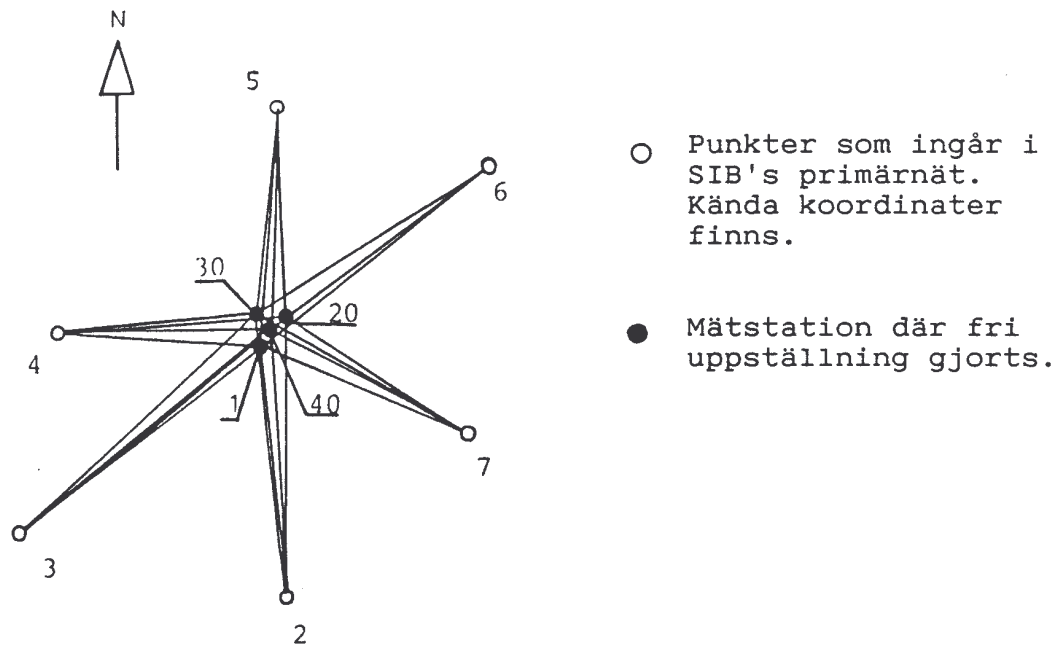 N
5
6
30
20
4
1
40
7
3
2
Punkter som ingår i
SIB's primärnät.
Kända koordinater
finns.
Mätstation där fri
uppställning gjorts.